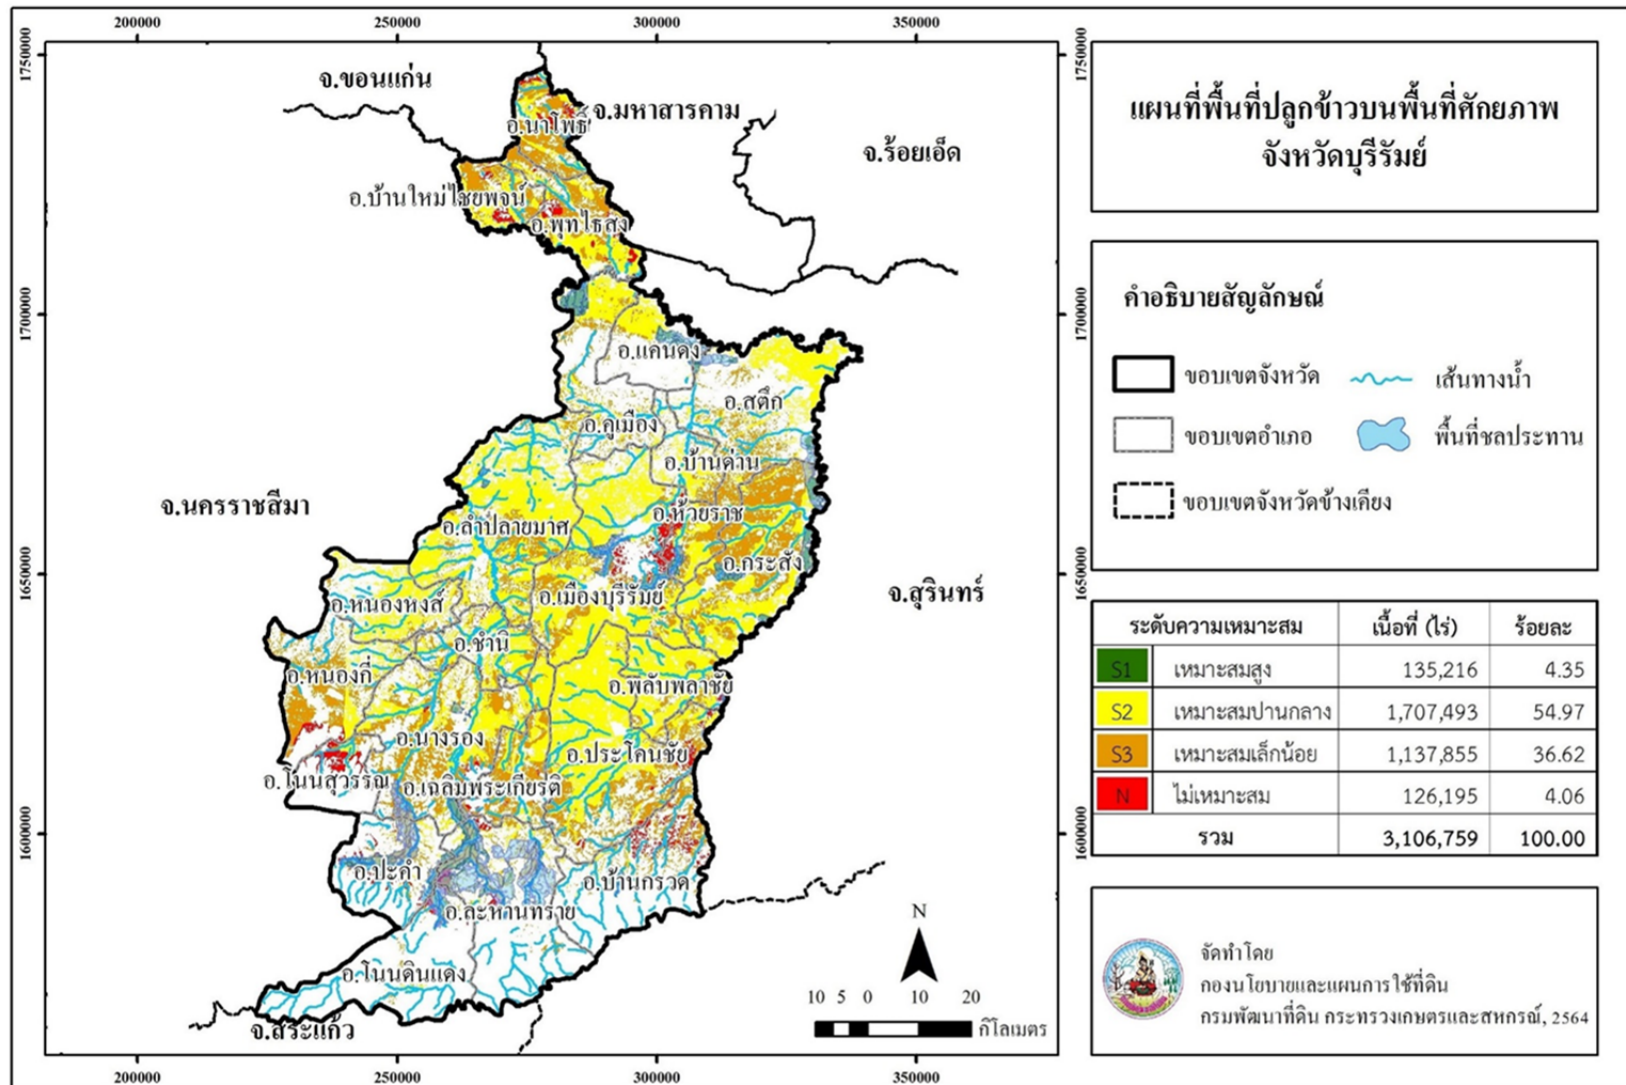 200000 250000 300000 350000
1750000 1750000
1700000 1700000
1650000 1650000
1600000 1600000
จ.ขอนแก่น
จ.มหาสารคาม
จ.ร้อยเอ็ด
อ.นาโพธิ์
อ.บ้านใหม่ไชยพจน์
อ.พุทไธสง
อ.แคนดง
อ.สตึก
อ.คูเมือง
อ.บ้านด่าน
จ.นครราชสีมา
อ.ห้วยราช
อ.ลำปลายมาศ
อ.กระสัง
จ.สุรินทร์
อ.หนองหงส์
อ.เมืองบุรีรัมย์
อ.ชำนิ
อ.หนองกี่
อ.พลับพลาชัย
อ.นางรอง
อ.ประโคนชัย
อ.โนนสุวรรณ
อ.เฉลิมพระเกียรติ
อ.ปะคำ
อ.บ้านกรวด
อ.ละหานทราย
อ.โนนดินแดง
จ.สระแก้ว
N
10 5 0 10 20
กิโลเมตร
200000 250000 300000 350000
แผนที่พื้นที่ปลูกข้าวบนพื้นที่ศักยภาพ
จังหวัดบุรีรัมย์
คำอธิบายสัญลักษณ์
ขอบเขตจังหวัด เส้นทางน้ำ
ขอบเขตอำเภอ พื้นที่ชลประทาน
ขอบเขตจังหวัดข้างเคียง
ระดับความเหมาะสม เนื้อที่ (ไร่) ร้อยละ
S1 เหมาะสมสูง 135,216 4.35
S2 เหมาะสมปานกลาง 1,707,493 54.97
S3 เหมาะสมเล็กน้อย 1,137,855 36.62
N ไม่เหมาะสม 126,195 4.06
รวม 3,106,759 100.00
จัดทำโดย
กองนโยบายและแผนการใช้ที่ดิน
กรมพัฒนาที่ดิน กระทรวงเกษตรและสหกรณ์, 2564